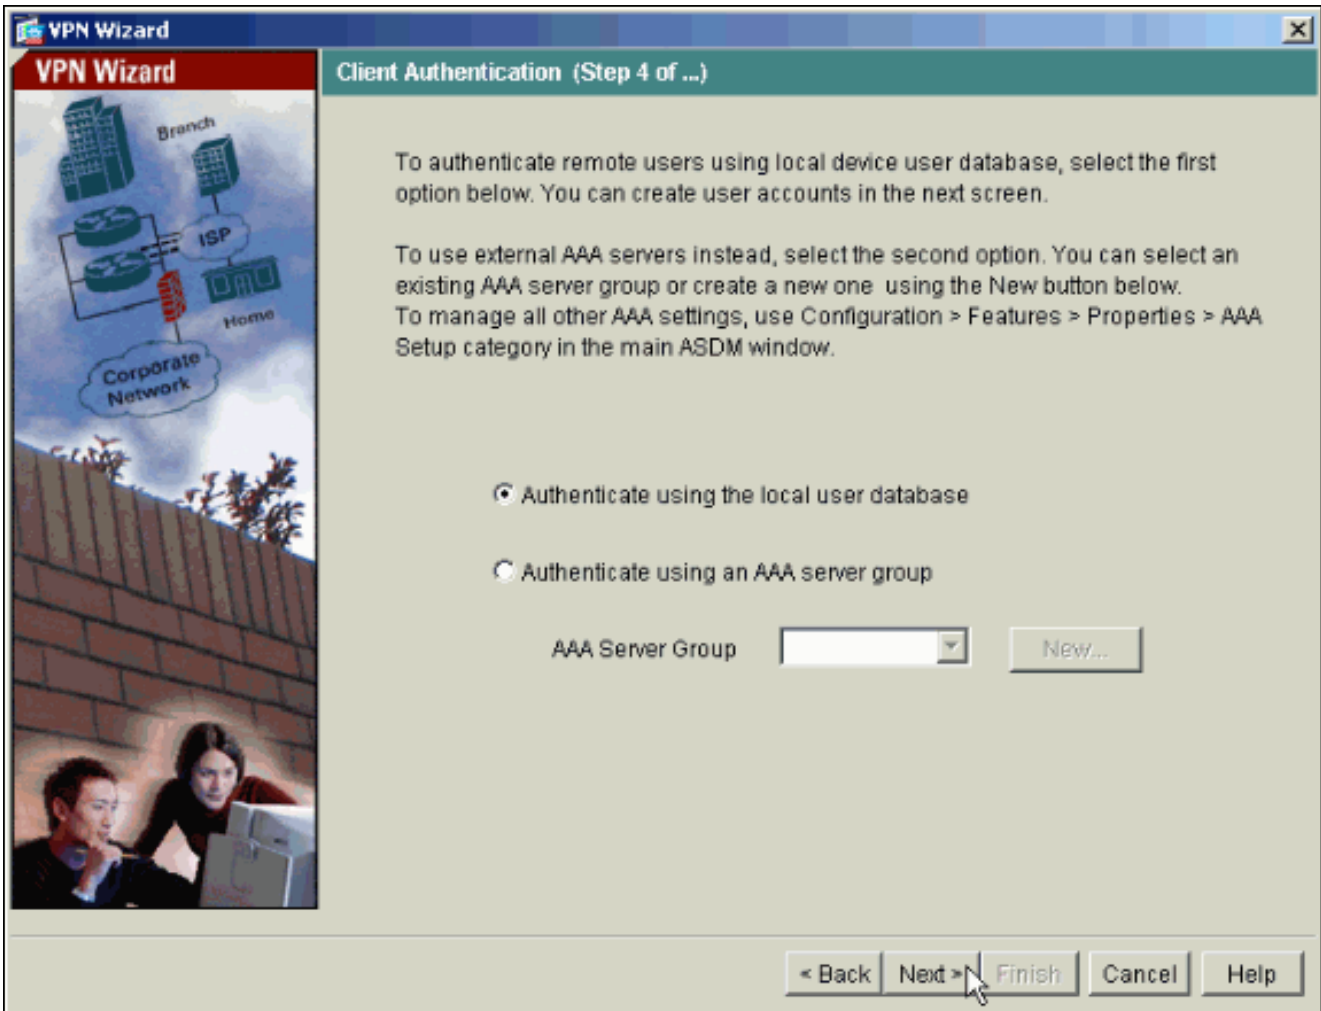 VPN Wizard
VPN Wizard
Client Authentication (Step 4 of ...)
Branch
ISP
Home
Corporate
Network
To authenticate remote users using local device user database, select the first
option below. You can create user accounts in the next screen.
To use external AAA servers instead, select the second option. You can select an
existing AAA server group or create a new one using the New button below.
To manage all other AAA settings, use Configuration > Features > Properties > AAA
Setup category in the main ASDM window.
Authenticate using the local user database
Authenticate using an AAA server group
AAA Server Group
New...
< Back Next > Finish Cancel Help